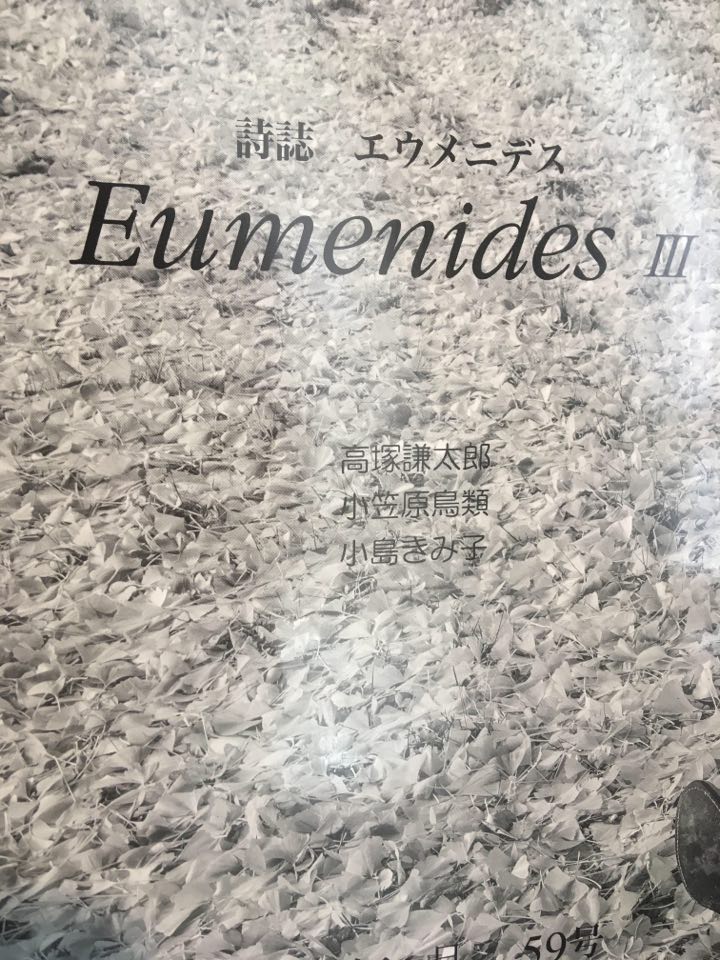 詩誌 エウメニデス
Eumenides III
高塚謙太郎
小笠原鳥類
小島きみ子
59号